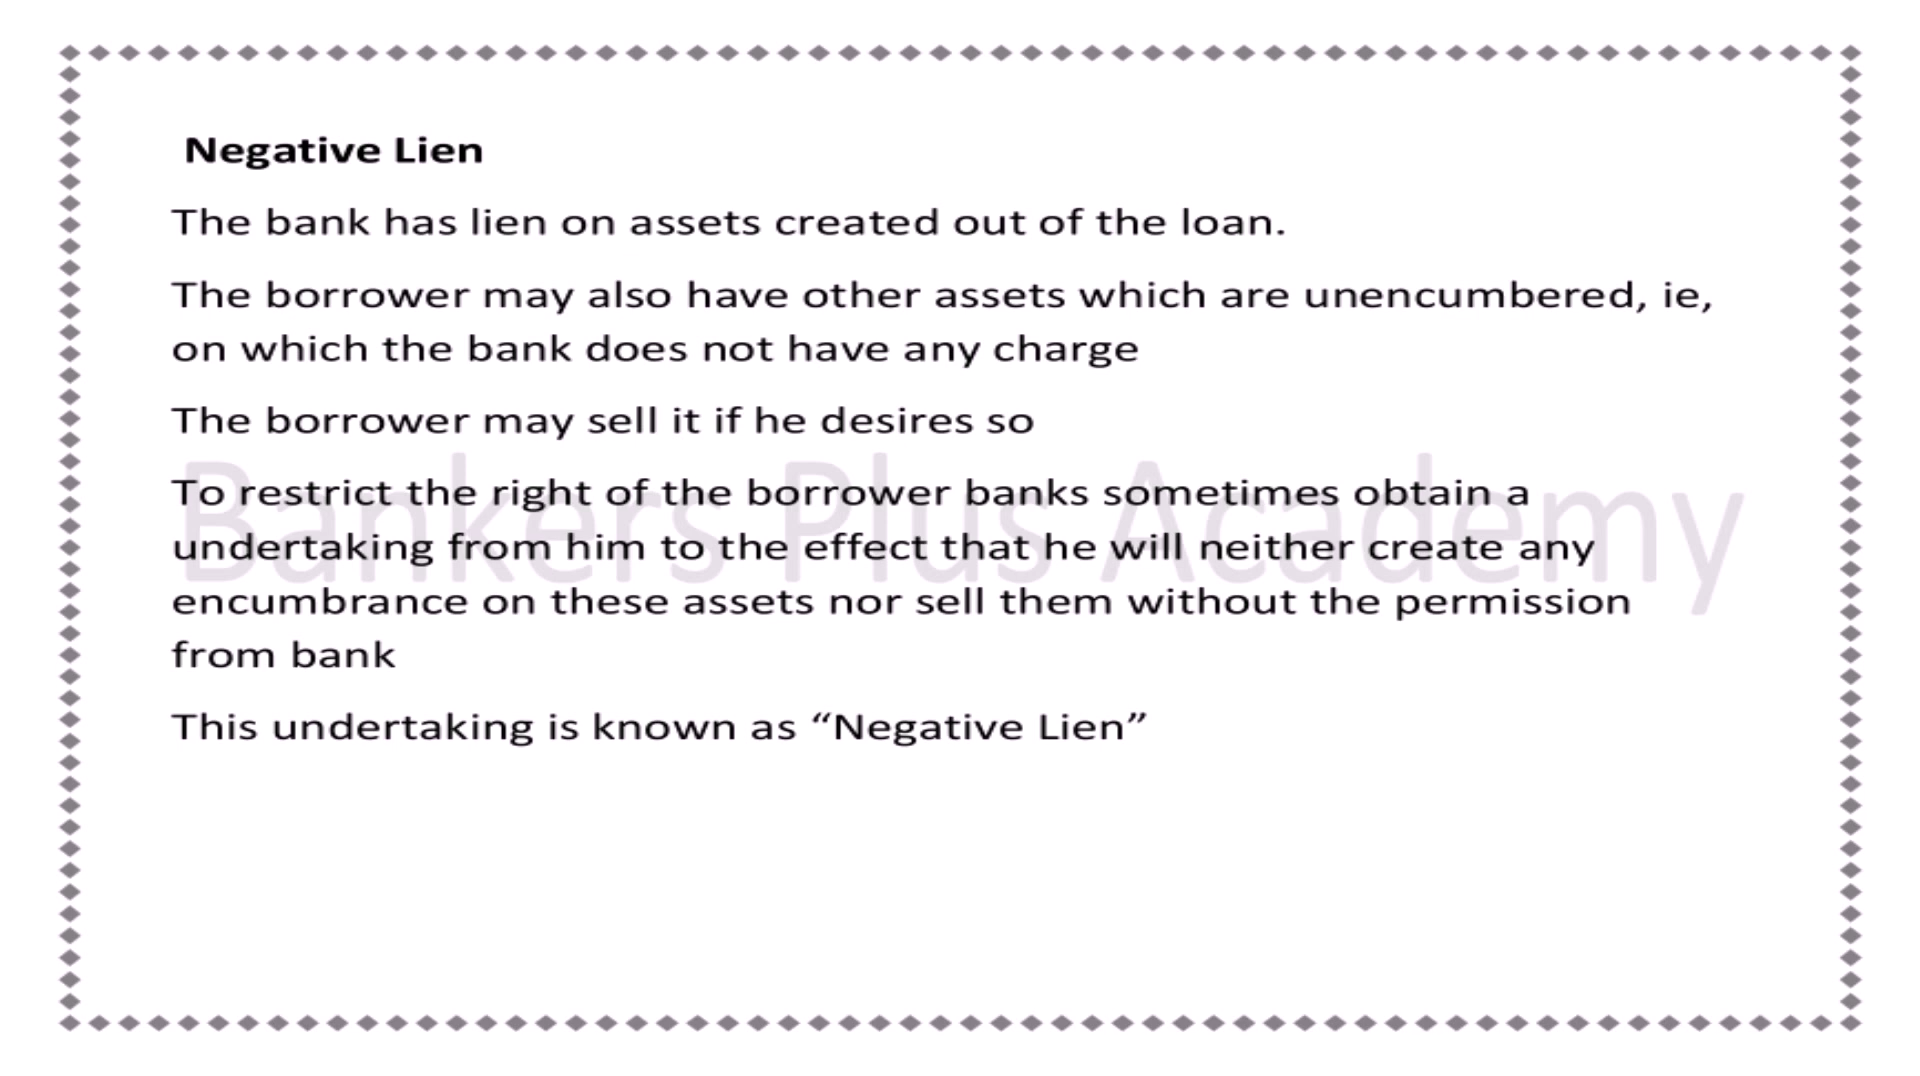 Negative Lien
The bank has lien on assets created out of the loan.
The borrower may also have other assets which are unencumbered, ie,
on which the bank does not have any charge
The borrower may sell it if he desires so
To restrict the right of the borrower banks sometimes obtain a
undertaking from him to the effect that he will neither create any
encumbrance on these assets nor sell them without the permission
from bank
This undertaking is known as “Negative Lien”
Bankers Plus Academy